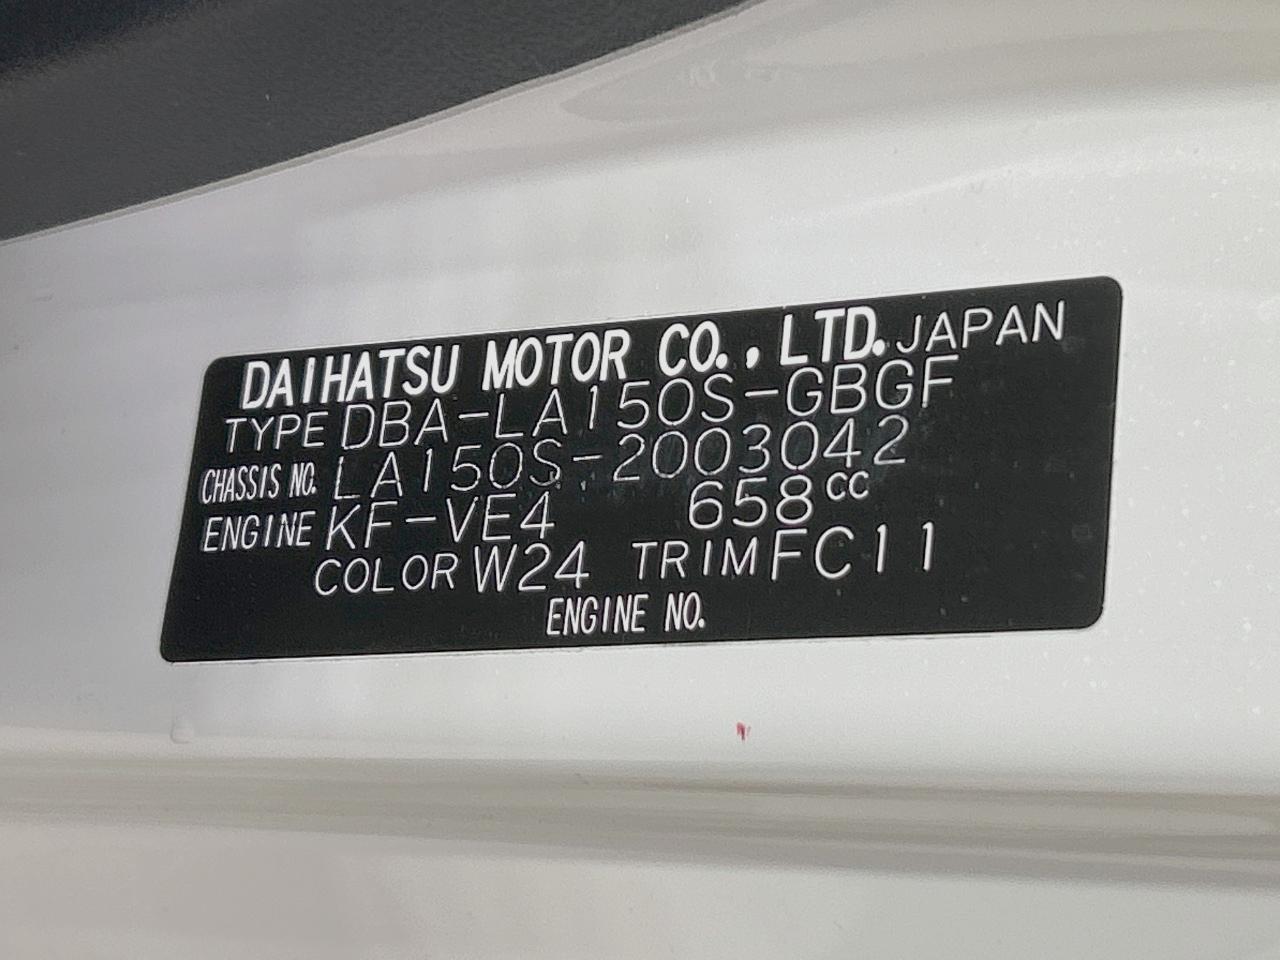 DAIHATSU MOTOR CO., LTD. JAPAN
TYPE DBA-LA150S-GBGF
CHASSIS NO. LA150S-2003042
ENGINE KF-VE4 658cc
COLOR W24 TRIM FC11
ENGINE NO.